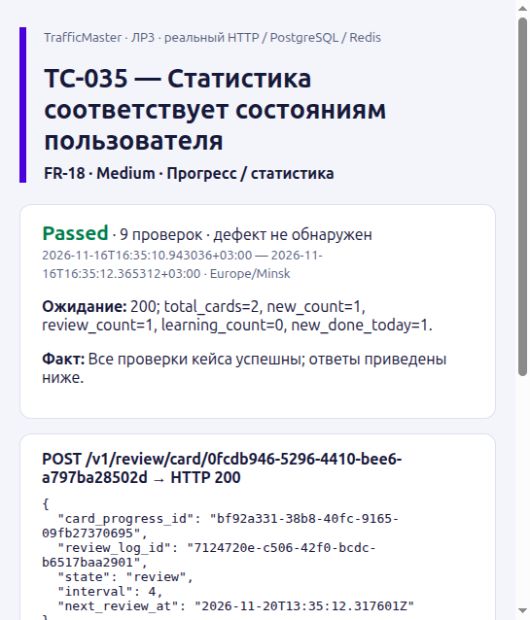 TrafficMaster · ЛР3 · реальный HTTP / PostgreSQL / Redis
TC-035 — Статистика
соответствует состояниям
пользователя
FR-18 · Medium · Прогресс / статистика
Passed · 9 проверок · дефект не обнаружен
2026-11-16T16:35:10.943036+03:00 — 2026-11-
16T16:35:12.365312+03:00 · Europe/Minsk
Ожидание: 200; total_cards=2, new_count=1,
review_count=1, learning_count=0, new_done_today=1.
Факт: Все проверки кейса успешны; ответы приведены
ниже.
POST /v1/review/card/0fcdb946-5296-4410-bee6-
a797ba28502d → HTTP 200
{
"card_progress_id": "bf92a331-38b8-40fc-9165-
09fb27370695",
"review_log_id": "7124720e-c506-42f0-bcdc-
b6517baa2901",
"state": "review",
"interval": 4,
"next_review_at": "2026-11-20T13:35:12.317601Z"
}